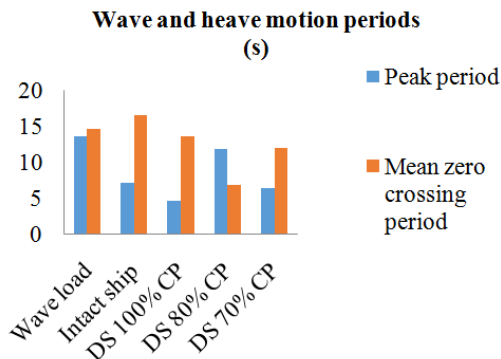 Wave and heave motion periods
(s)
Peak period
Mean zero
crossing
period
20
15
10
5
0
Wave load
Intact ship
DS 100% CP
DS 80% CP
DS 70% CP